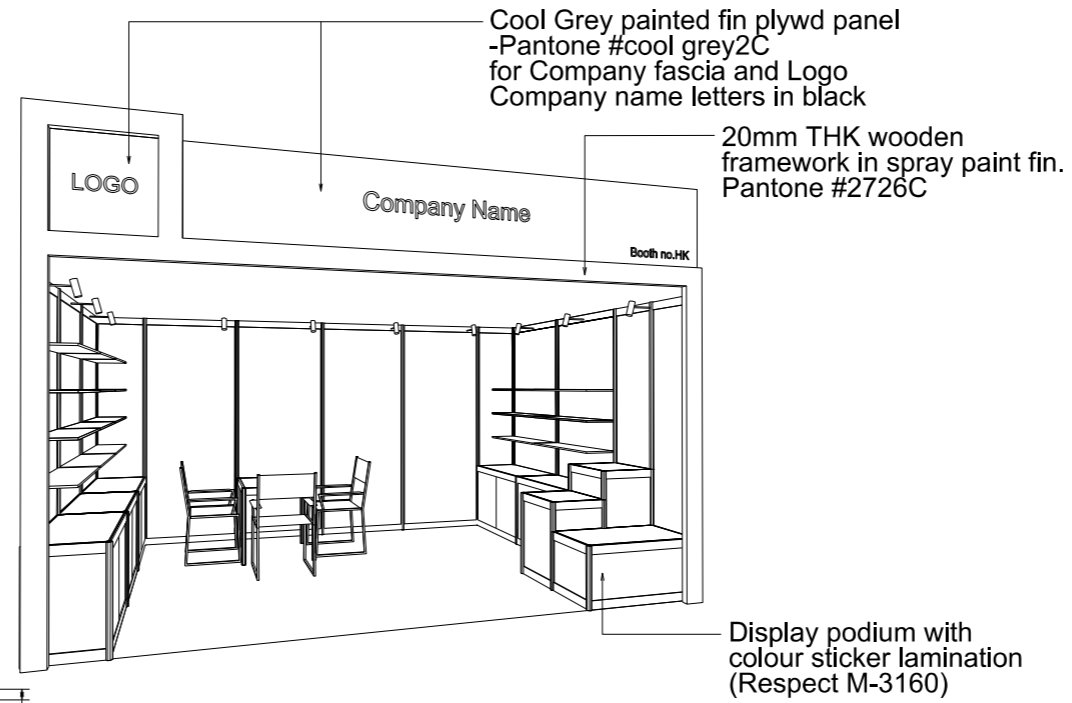 Cool Grey painted fin plywd panel
-Pantone #cool grey2C
for Company fascia and Logo
Company name letters in black
20mm THK wooden
framework in spray paint fin.
Pantone #2726C
LOGO
Company Name
Booth no.HK
Display podium with
colour sticker lamination
(Respect M-3160)